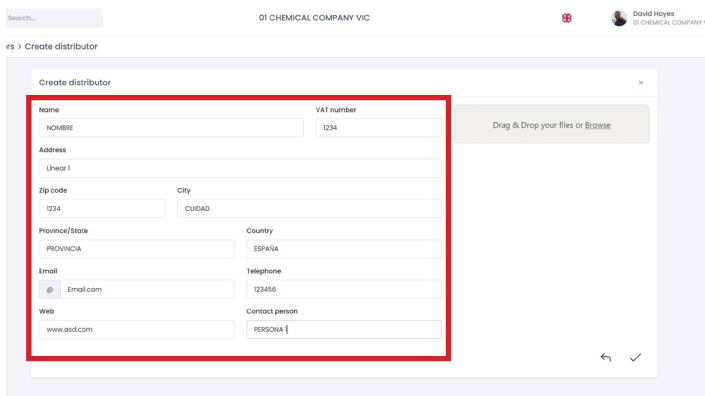 Search...
01 CHEMICAL COMPANY VIC
David Hayes
01 CHEMICAL COMPANY V
rs > Create distributor
Create distributor
×
Name
VAT number
NOMBRE
1234
Drag & Drop your files or Browse
Address
Línear 1
Zip code
City
1234
CUIDAD
Province/State
Country
PROVINCIA
ESPAÑA
Email
Telephone
@
Email.com
123456
Web
Contact person
www.asd.com
PERSONA 1